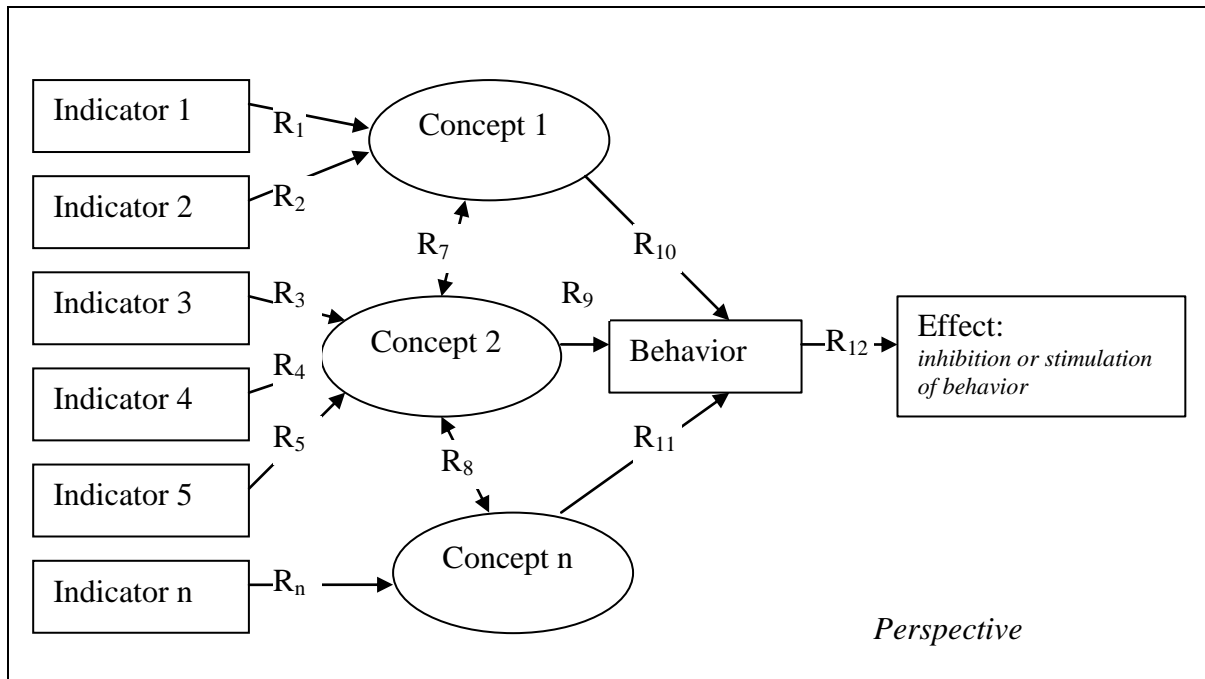 Indicator 1
R1
Concept 1
Indicator 2
R2
R7
R10
Indicator 3
R3
R9
Concept 2
Behavior
R12
Effect:
inhibition or stimulation
of behavior
Indicator 4
R4
R5
R8
R11
Indicator 5
Concept n
Indicator n
Rn
Perspective